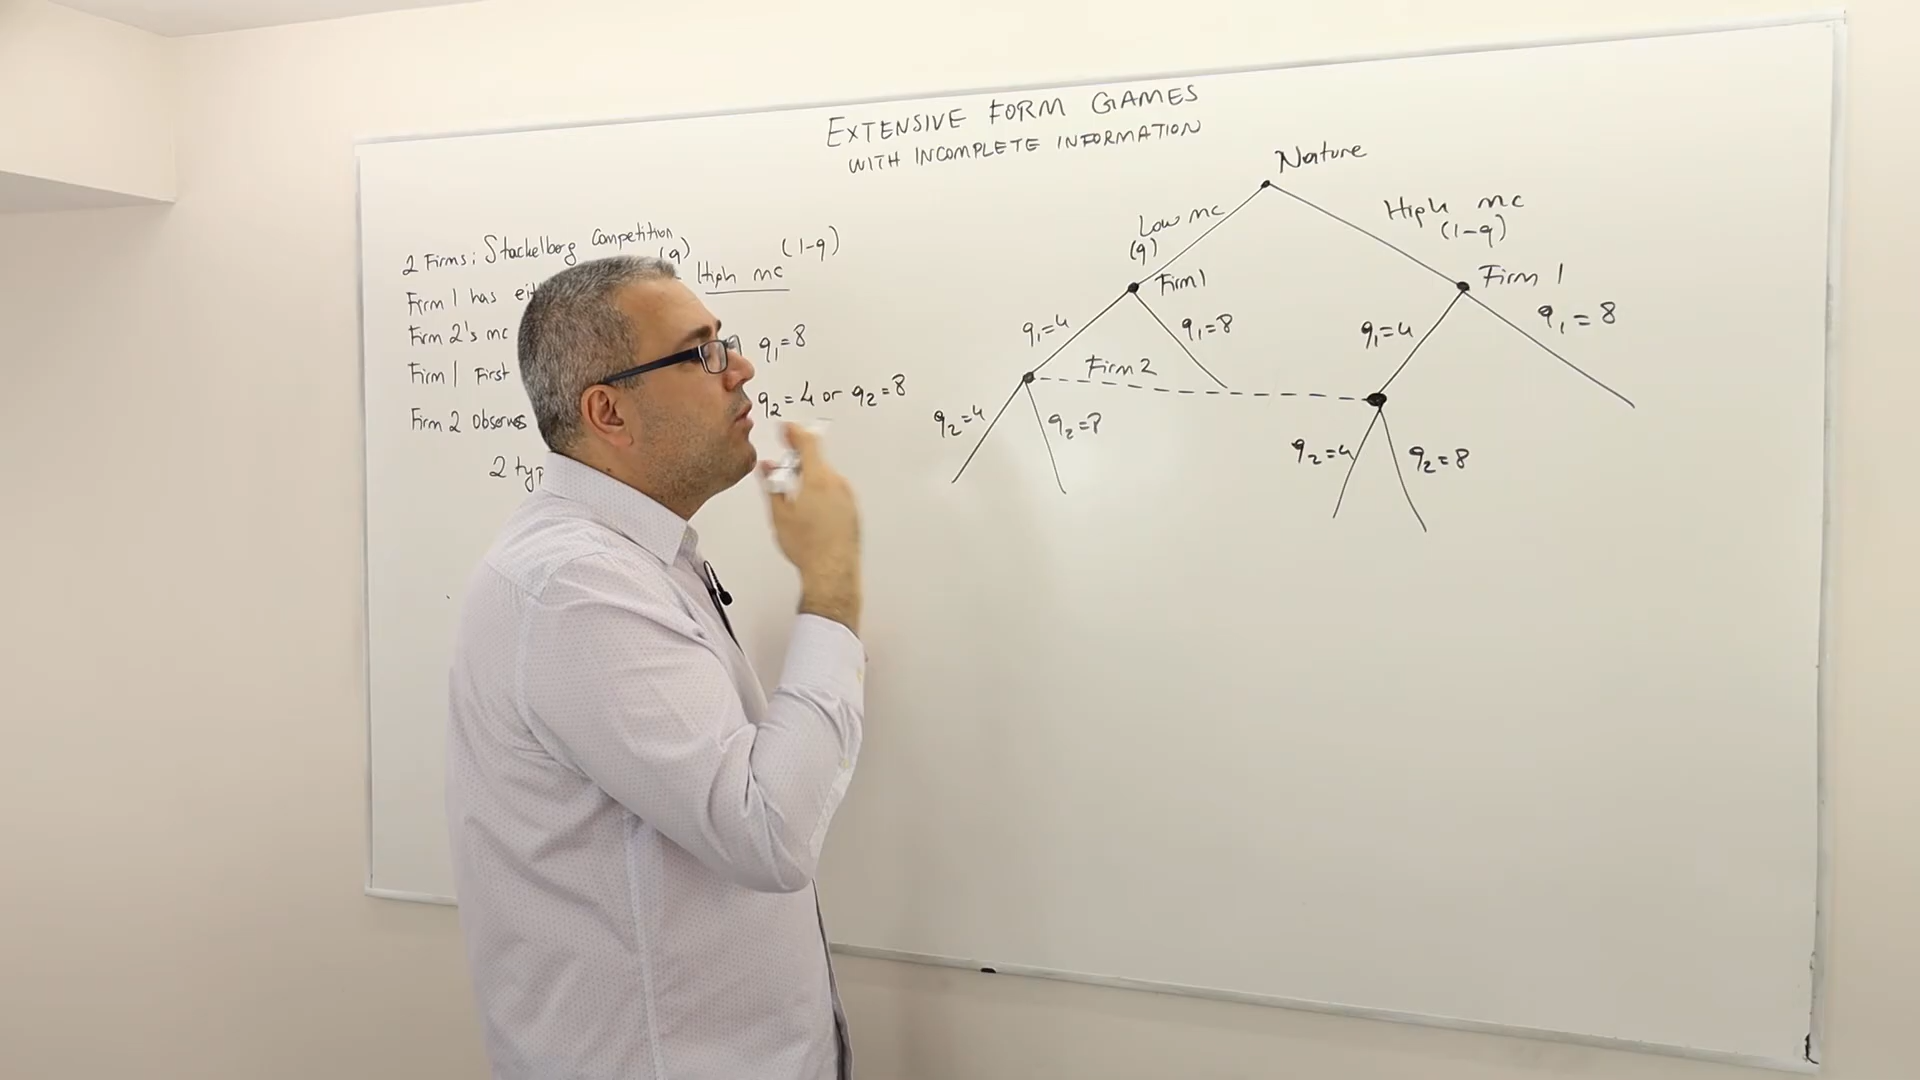 EXTENSIVE FORM GAMES
WITH INCOMPLETE INFORMATION
2 Firms: Stackelberg Competition
(q) (1-q)
Firm 1 has High mc
Firm 2's mc q₁=8
Firm 1 First
q₂=4 or q₂=8
Firm 2 Observes
2
Nature
Low mc
(q)
High mc
(1-q)
Firm 1
Firm 1
q₁=4
q₁=8
q₁=4
q₁=8
Firm 2
q₂=4
q₂=8
q₂=4
q₂=8